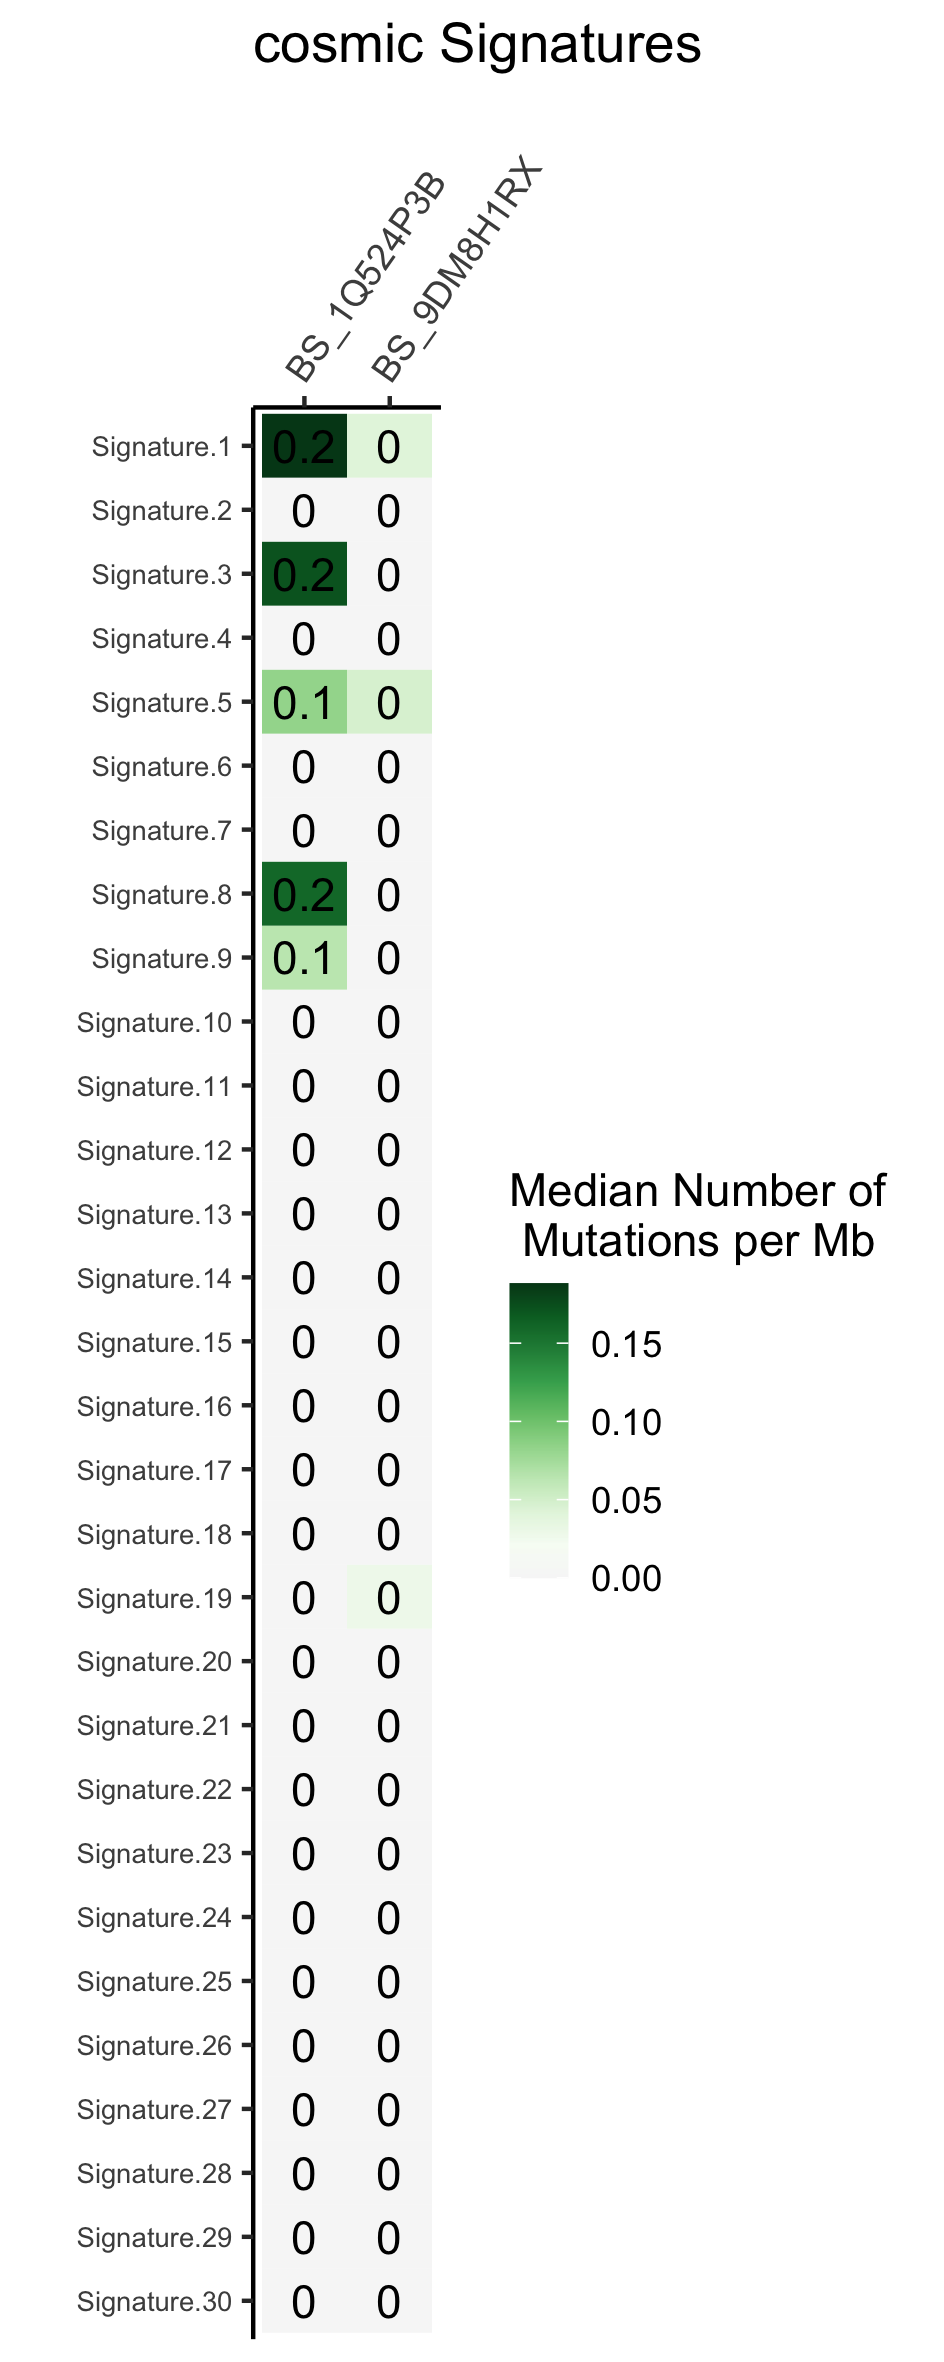 cosmic Signatures
BS_1Q524P3B
BS_9DM8H1RX
Signature.1 0.2 0
Signature.2 0 0
Signature.3 0.2 0
Signature.4 0 0
Signature.5 0.1 0
Signature.6 0 0
Signature.7 0 0
Signature.8 0.2 0
Signature.9 0.1 0
Signature.10 0 0
Signature.11 0 0
Signature.12 0 0
Signature.13 0 0
Signature.14 0 0
Signature.15 0 0
Signature.16 0 0
Signature.17 0 0
Signature.18 0 0
Signature.19 0 0
Signature.20 0 0
Signature.21 0 0
Signature.22 0 0
Signature.23 0 0
Signature.24 0 0
Signature.25 0 0
Signature.26 0 0
Signature.27 0 0
Signature.28 0 0
Signature.29 0 0
Signature.30 0 0
Median Number of
Mutations per Mb
0.15
0.10
0.05
0.00